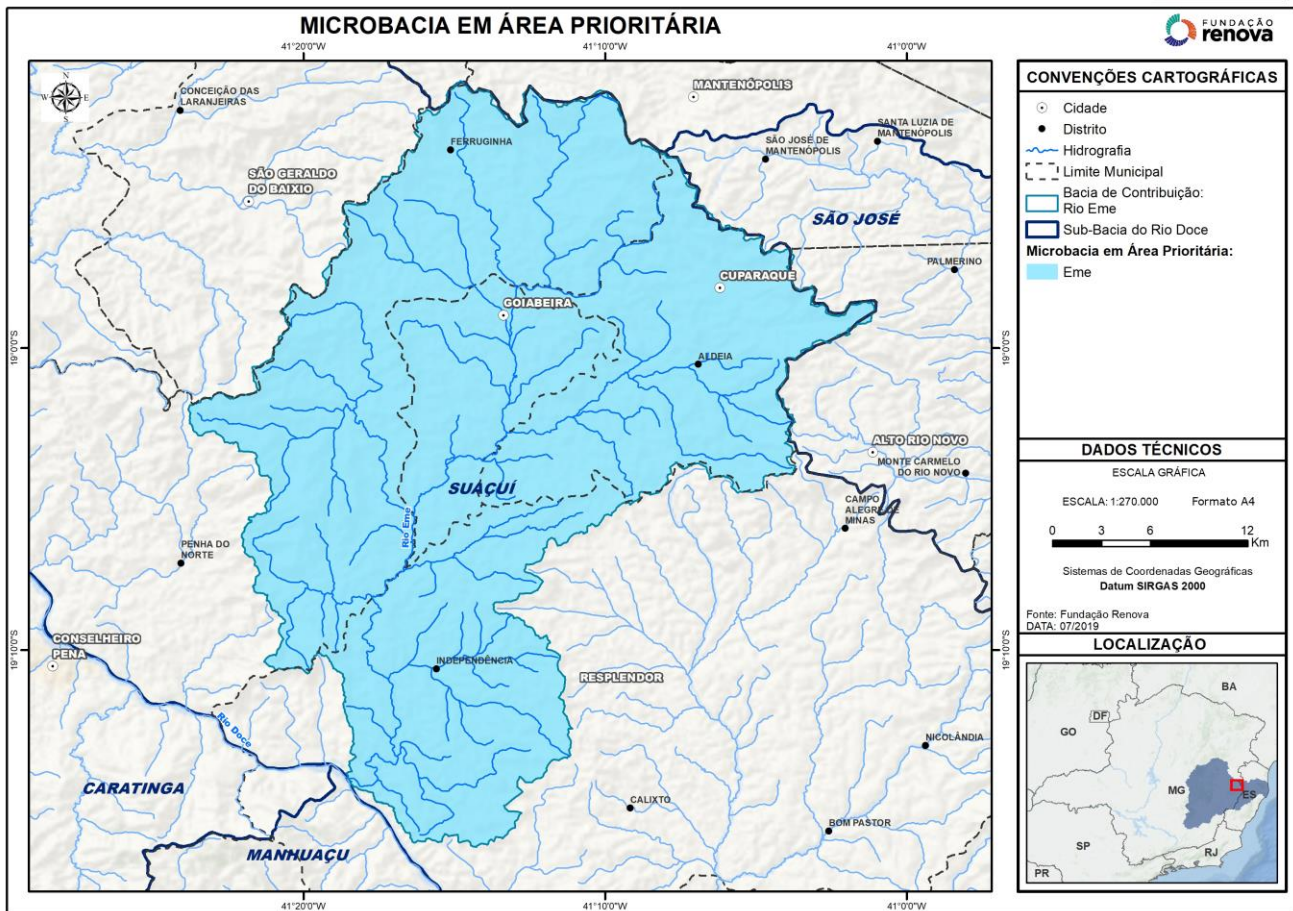 MICROBACIA EM ÁREA PRIORITÁRIA
FUNDAÇÃO
renova
41°20'0"W
41°10'0"W
41°0'0"W
N
W
E
S
CONCEIÇÃO DAS
LARANJEIRAS
MANTENÓPOLIS
FERRUGINHA
SANTA LUZIA DE
MANTENÓPOLIS
SÃO JOSÉ DE
MANTENÓPOLIS
SÃO GERALDO
DO BAIXIO
SÃO JOSÉ
PALMERINO
CUPARAQUE
GOIABEIRA
19°0'0"S
19°0'0"S
ALDEIA
ALTO RIO NOVO
MONTE CARMELO
DO RIO NOVO
SUAÇUÍ
CAMPO
ALEGRE DE
MINAS
Rio Eme
PENHA DO
NORTE
CONSELHEIRO
PENA
19°10'0"S
19°10'0"S
INDEPENDÊNCIA
RESPLENDOR
Rio Doce
NICOLÂNDIA
CARATINGA
CALIXTO
BOM PASTOR
MANHUAÇU
41°20'0"W
41°10'0"W
41°0'0"W
CONVENÇÕES CARTOGRÁFICAS
Cidade
Distrito
Hidrografia
Limite Municipal
Bacia de Contribuição:
Rio Eme
Sub-Bacia do Rio Doce
Microbacia em Área Prioritária:
Eme
DADOS TÉCNICOS
ESCALA GRÁFICA
ESCALA: 1:270.000 Formato A4
0 3 6 12
Km
Sistemas de Coordenadas Geográficas
Datum SIRGAS 2000
Fonte: Fundação Renova
DATA: 07/2019
LOCALIZAÇÃO
BA
DF
GO
MG
ES
SP
RJ
PR